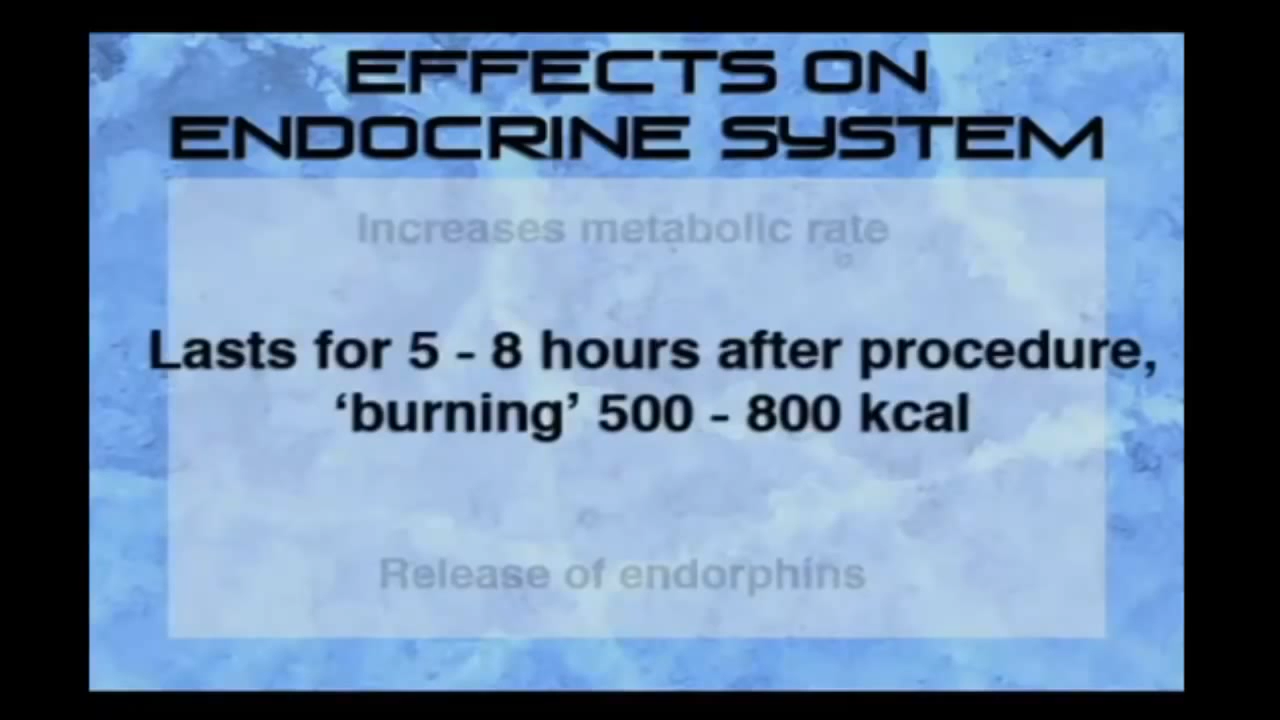 EFFECTS ON
ENDOCRINE SYSTEM
Increases metabolic rate
Lasts for 5 - 8 hours after procedure,
‘burning’ 500 - 800 kcal
Release of endorphins